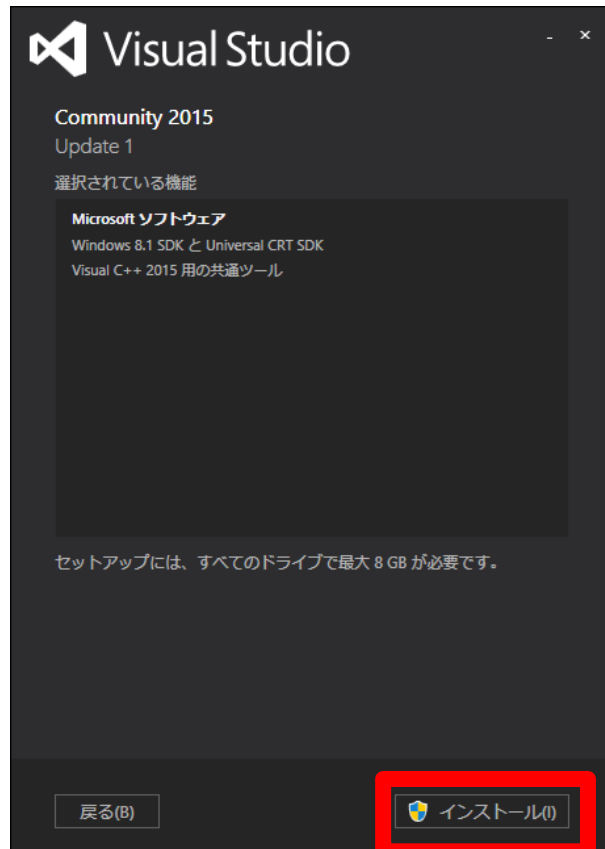 Visual Studio
Community 2015
Update 1
選択されている機能
Microsoft ソフトウェア
Windows 8.1 SDK と Universal CRT SDK
Visual C++ 2015 用の共通ツール
セットアップには、すべてのドライブで最大 8 GB が必要です。
戻る(B)
インストール(I)